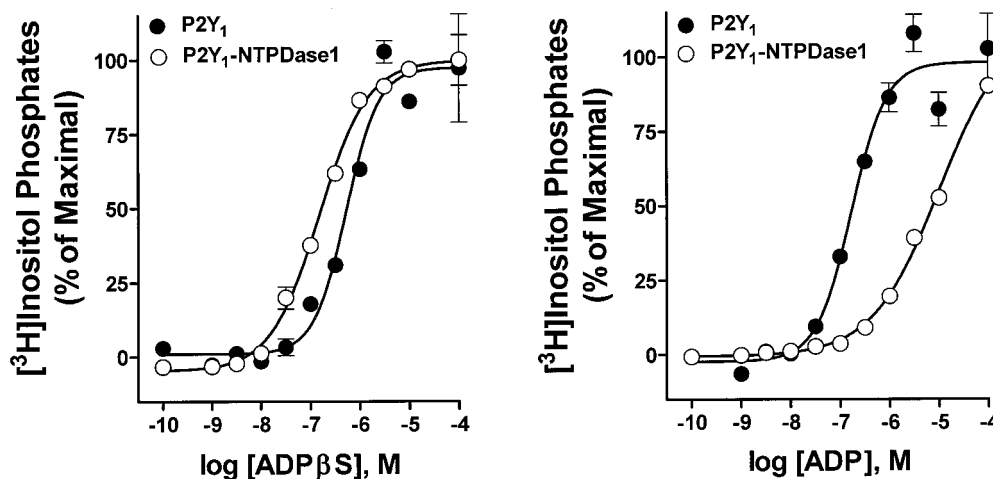 P2Y₁
P2Y₁-NTPDase1
[³H]Inositol Phosphates
(% of Maximal)
100
75
50
25
0
-10 -9 -8 -7 -6 -5 -4
log [ADPβS], M
P2Y₁
P2Y₁-NTPDase1
[³H]Inositol Phosphates
(% of Maximal)
100
75
50
25
0
-10 -9 -8 -7 -6 -5 -4
log [ADP], M